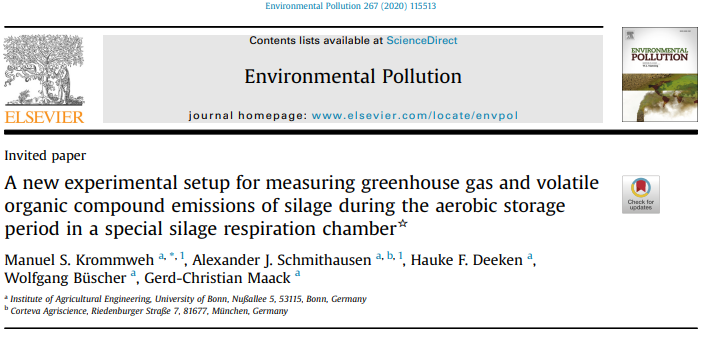 Environmental Pollution 267 (2020) 115513
Contents lists available at ScienceDirect
Environmental Pollution
journal homepage: www.elsevier.com/locate/envpol
ELSEVIER
ENVIRONMENTAL
POLLUTION
Invited paper
A new experimental setup for measuring greenhouse gas and volatile
organic compound emissions of silage during the aerobic storage
period in a special silage respiration chamber☆
Check for
updates
Manuel S. Krommweh a, *, 1, Alexander J. Schmithausen a, b, 1, Hauke F. Deeken a,
Wolfgang Büscher a, Gerd-Christian Maack a
a Institute of Agricultural Engineering, University of Bonn, Nußallee 5, 53115, Bonn, Germany
b Corteva Agriscience, Riedenburger Straße 7, 81677, München, Germany